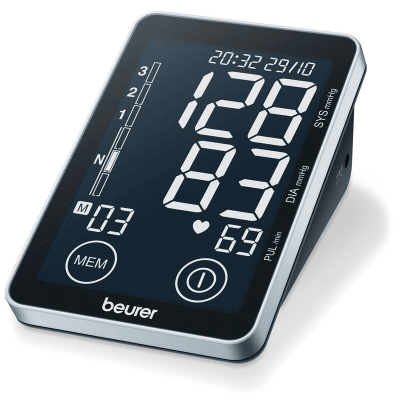 20:32 29/10
3
2
1
N
128
SYS mmHg
83
DIA mmHg
M 03
69
PUL /min
MEM
beurer